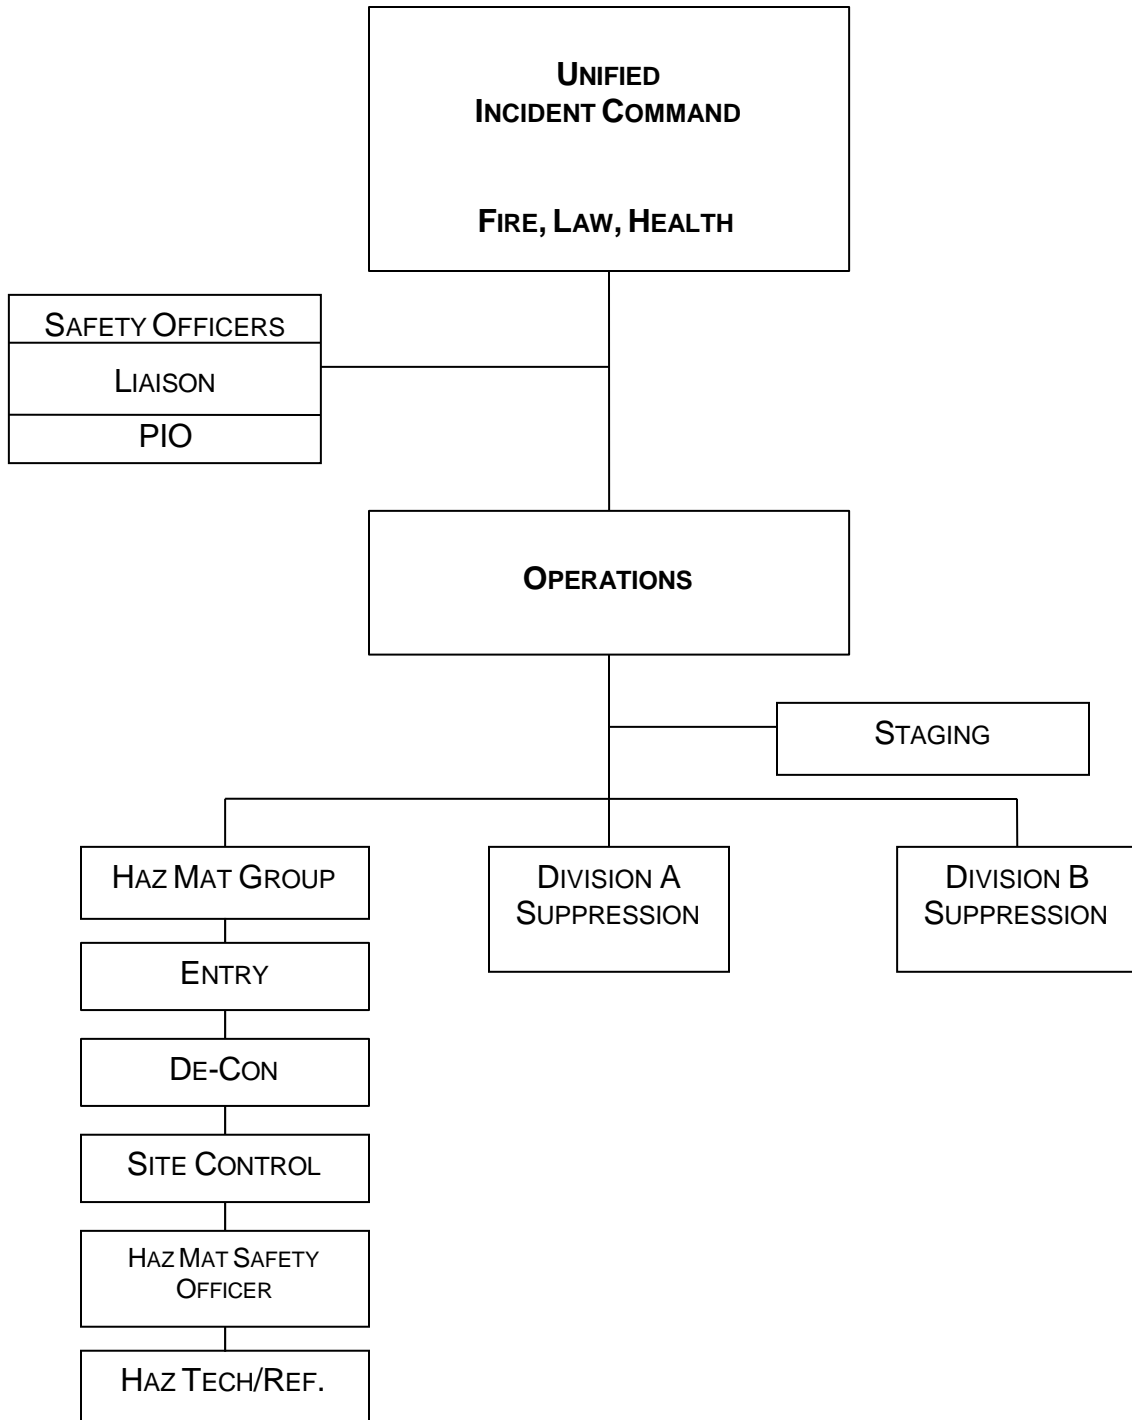 UNIFIED
INCIDENT COMMAND
FIRE, LAW, HEALTH
SAFETY OFFICERS
LIAISON
PIO
OPERATIONS
STAGING
HAZ MAT GROUP
DIVISION A
SUPPRESSION
DIVISION B
SUPPRESSION
ENTRY
DE-CON
SITE CONTROL
HAZ MAT SAFETY
OFFICER
HAZ TECH/REF.